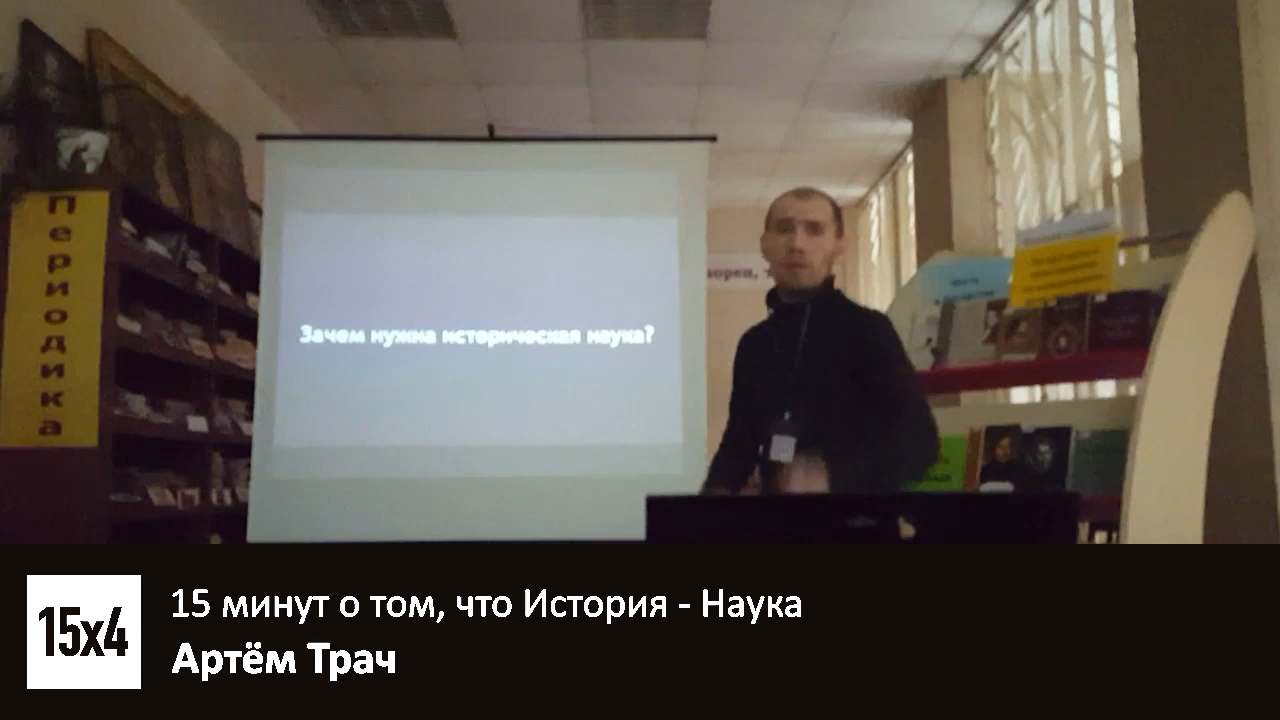 Периодика
Зачем нужна историческая наука?
15x4
15 минут о том, что История - Наука
Артём Трач